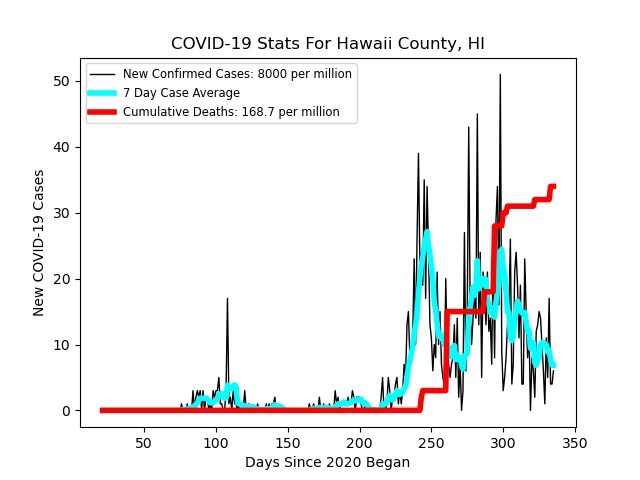 COVID-19 Stats For Hawaii County, HI
New Confirmed Cases: 8000 per million
7 Day Case Average
Cumulative Deaths: 168.7 per million
New COVID-19 Cases
50
40
30
20
10
0
50 100 150 200 250 300 350
Days Since 2020 Began